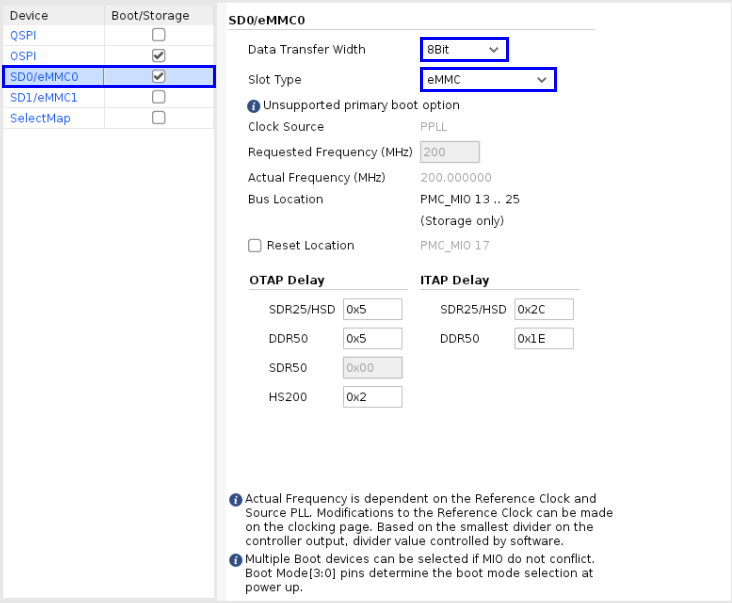 Device Boot/Storage
QSPI
OSPI
SD0/eMMC0
SD1/eMMC1
SelectMap
SD0/eMMC0
Data Transfer Width 8Bit
Slot Type eMMC
Unsupported primary boot option
Clock Source PPLL
Requested Frequency (MHz) 200
Actual Frequency (MHz) 200.000000
Bus Location PMC_MIO 13 .. 25
(Storage only)
Reset Location PMC_MIO 17
OTAP Delay ITAP Delay
SDR25/HSD 0x5 SDR25/HSD 0x2C
DDR50 0x5 DDR50 0x1E
SDR50 0x00
HS200 0x2
Actual Frequency is dependent on the Reference Clock and
Source PLL. Modifications to the Reference Clock can be made
on the clocking page. Based on the smallest divider on the
controller output, divider value controlled by software.
Multiple Boot devices can be selected if MIO do not conflict.
Boot Mode[3:0] pins determine the boot mode selection at
power up.